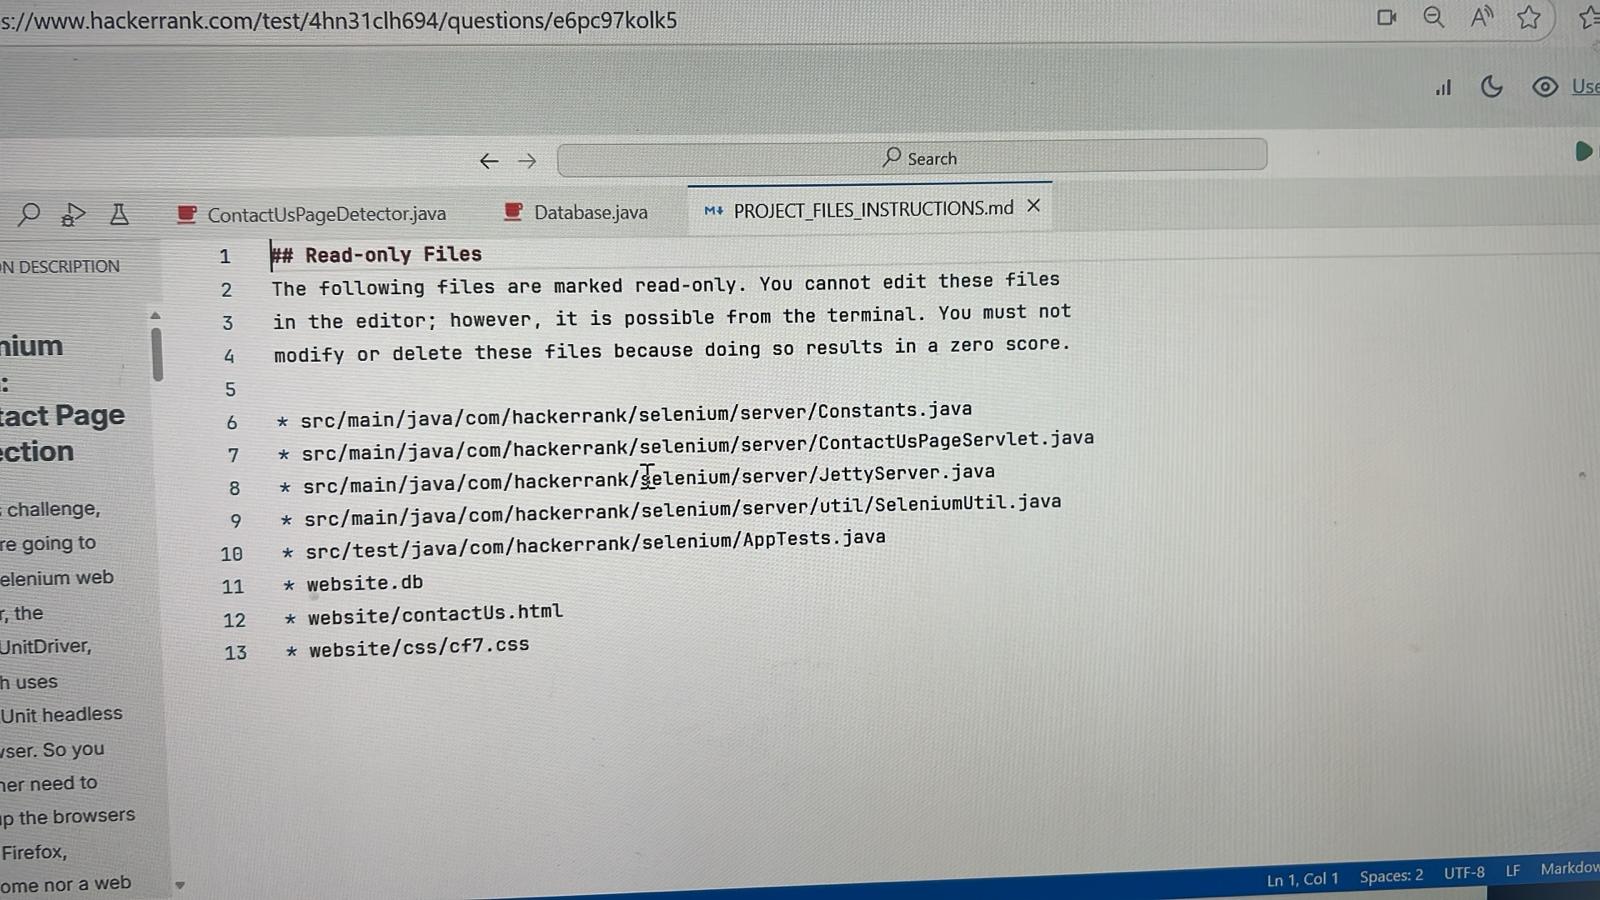 s://www.hackerrank.com/test/4hn31clh694/questions/e6pc97kolk5
Use
Search
ContactUsPageDetector.java
Database.java
PROJECT_FILES_INSTRUCTIONS.md
ON DESCRIPTION
nium
:
tact Page
ection
challenge,
re going to
elenium web
r, the
UnitDriver,
h uses
Unit headless
wser. So you
her need to
up the browsers
Firefox,
ome nor a web
1 ## Read-only Files
2 The following files are marked read-only. You cannot edit these files
3 in the editor; however, it is possible from the terminal. You must not
4 modify or delete these files because doing so results in a zero score.
5
6 * src/main/java/com/hackerrank/selenium/server/Constants.java
7 * src/main/java/com/hackerrank/selenium/server/ContactUsPageServlet.java
8 * src/main/java/com/hackerrank/selenium/server/JettyServer.java
9 * src/main/java/com/hackerrank/selenium/server/util/SeleniumUtil.java
10 * src/test/java/com/hackerrank/selenium/AppTests.java
11 * website.db
12 * website/contactUs.html
13 * website/css/cf7.css
Ln 1, Col 1 Spaces: 2 UTF-8 LF Markdow